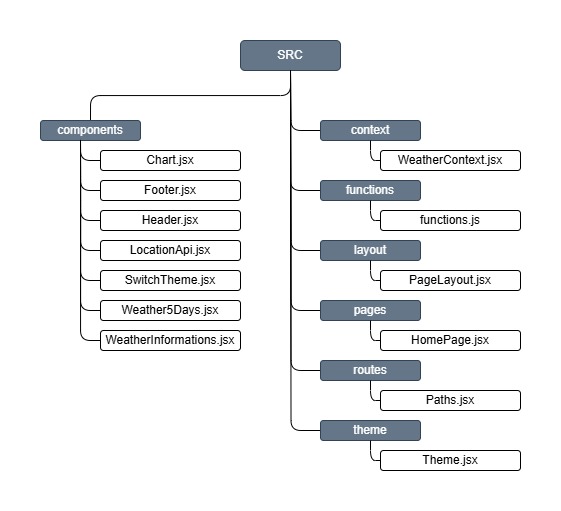 SRC
components
Chart.jsx
Footer.jsx
Header.jsx
LocationApi.jsx
SwitchTheme.jsx
Weather5Days.jsx
WeatherInformations.jsx
context
WeatherContext.jsx
functions
functions.js
layout
PageLayout.jsx
pages
HomePage.jsx
routes
Paths.jsx
theme
Theme.jsx